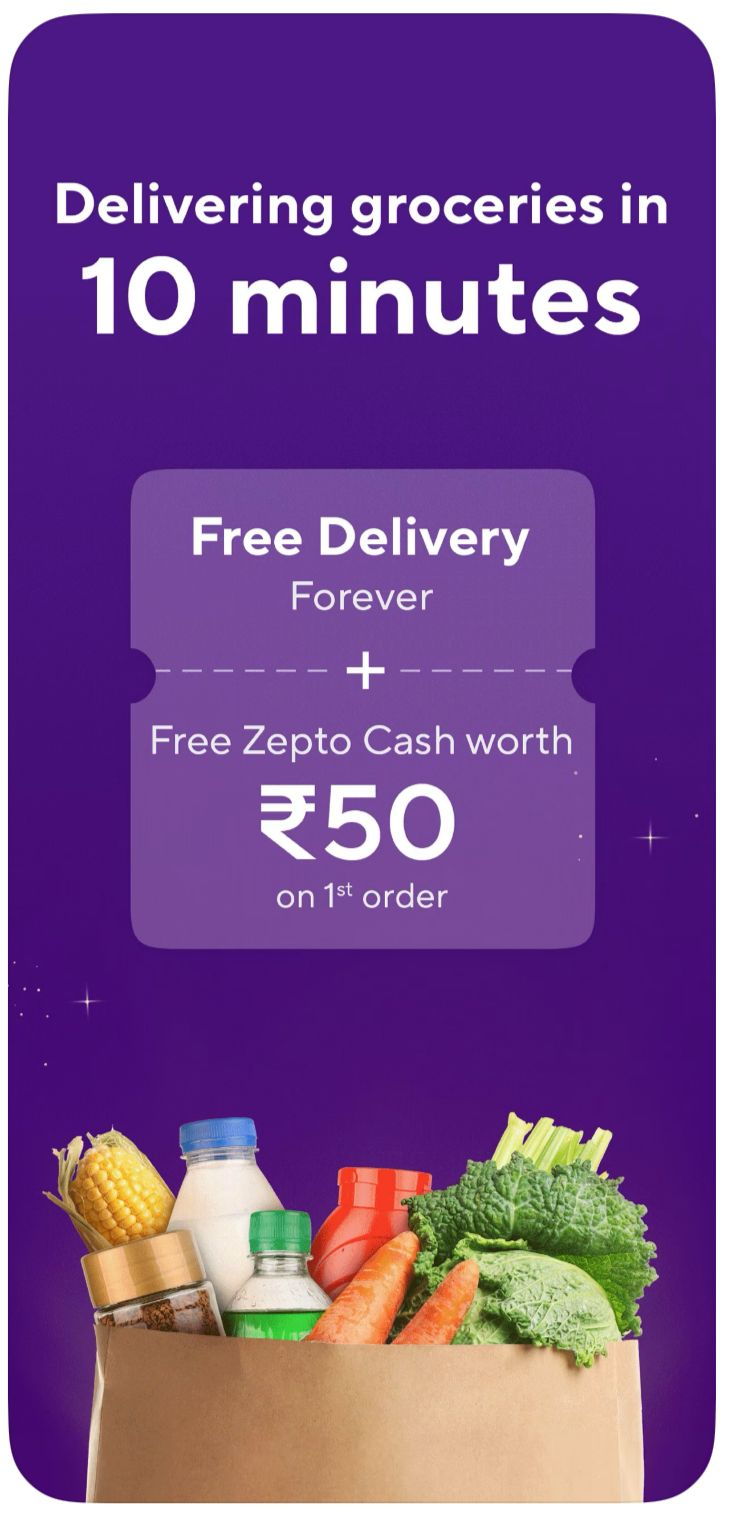 Delivering groceries in
10 minutes
Free Delivery
Forever
+
Free Zepto Cash worth
₹50
on 1st order